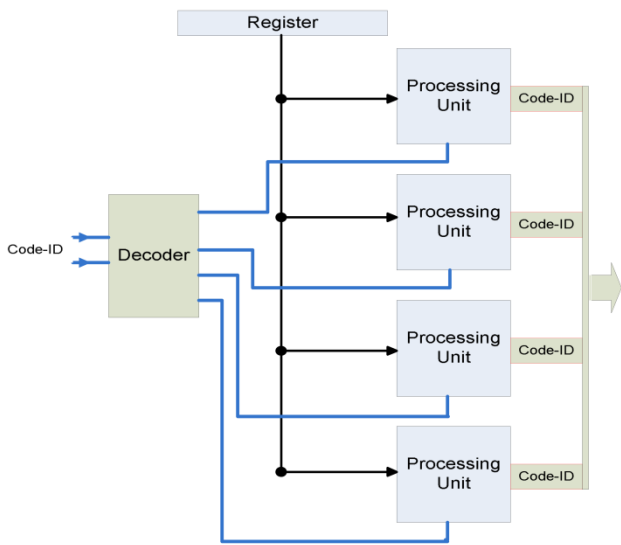 Register
Processing
Unit
Code-ID
Processing
Unit
Code-ID
Code-ID
Decoder
Processing
Unit
Code-ID
Processing
Unit
Code-ID